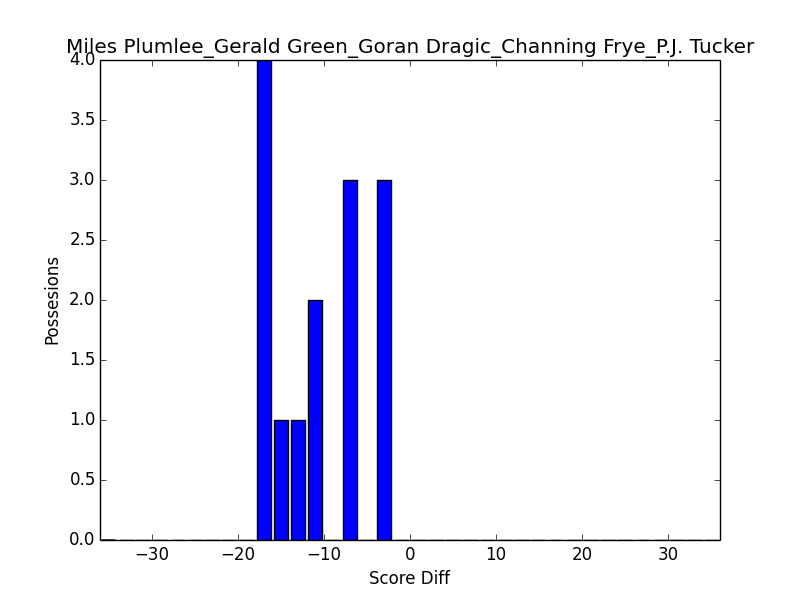 Miles Plumlee_Gerald Green_Goran Dragic_Channing Frye_P.J. Tucker
4.0
3.5
3.0
2.5
2.0
1.5
1.0
0.5
0.0
Possesions
−30 −20 −10 0 10 20 30
Score Diff